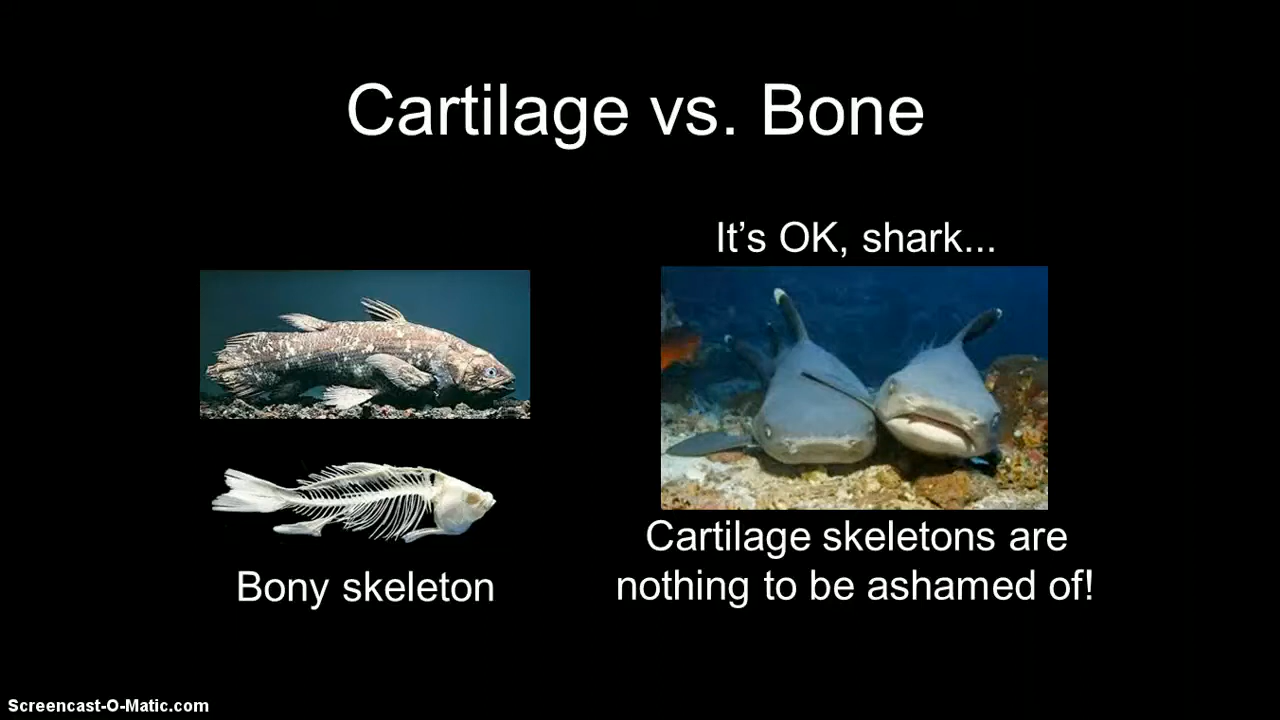 Cartilage vs. Bone
It's OK, shark...
Bony skeleton
Cartilage skeletons are
nothing to be ashamed of!
Screencast-O-Matic.com